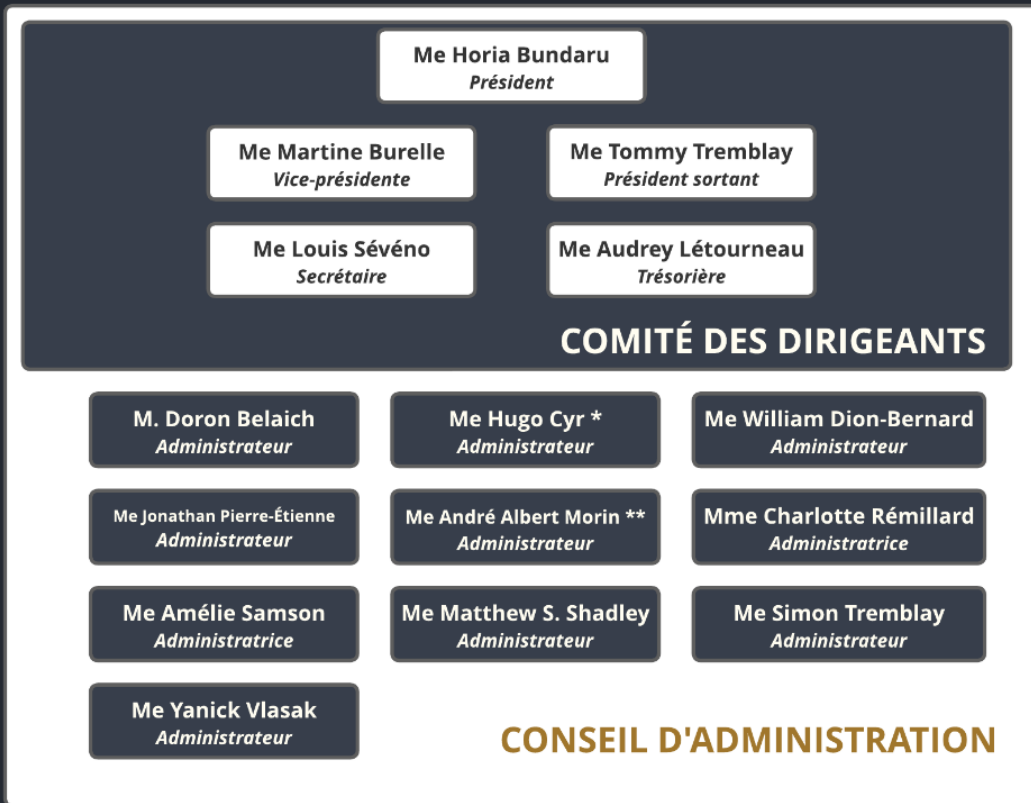 Me Horia Bundaru
Président
Me Martine Burelle
Vice-présidente
Me Tommy Tremblay
Président sortant
Me Louis Sévéno
Secrétaire
Me Audrey Létourneau
Trésorière
COMITÉ DES DIRIGEANTS
M. Doron Belaich
Administrateur
Me Hugo Cyr *
Administrateur
Me William Dion-Bernard
Administrateur
Me Jonathan Pierre-Étienne
Administrateur
Me André Albert Morin **
Administrateur
Mme Charlotte Rémillard
Administratrice
Me Amélie Samson
Administratrice
Me Matthew S. Shadley
Administrateur
Me Simon Tremblay
Administrateur
Me Yanick Vlasak
Administrateur
CONSEIL D'ADMINISTRATION